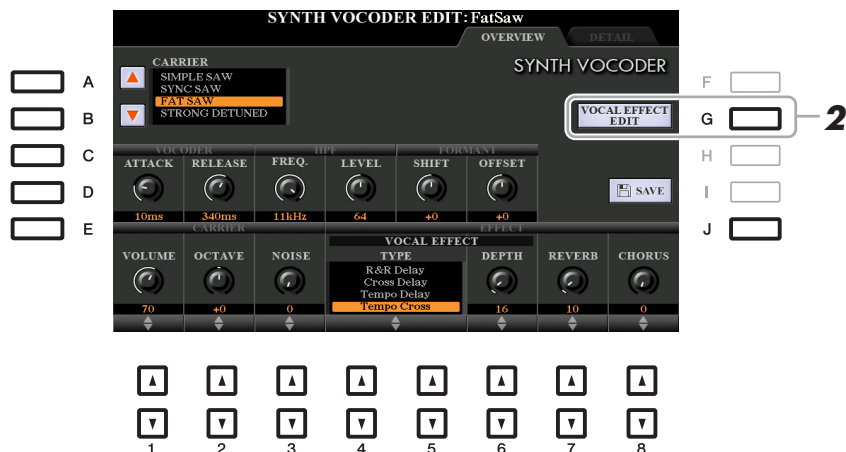 SYNTH VOCODER EDIT: FatSaw
OVERVIEW DETAIL
CARRIER
SIMPLE SAW
SYNC SAW
FAT SAW
STRONG DETUNED
SYNTH VOCODER
VOCAL EFFECT
EDIT
A
B
C
D
E
F
G
H
I
J
2
VOCODER HPF FORMANT
ATTACK RELEASE FREQ. LEVEL SHIFT OFFSET
10ms 340ms 11kHz 64 +0 +0
SAVE
CARRIER EFFECT
VOCAL EFFECT
VOLUME OCTAVE NOISE TYPE DEPTH REVERB CHORUS
R&R Delay
Cross Delay
Tempo Delay
Tempo Cross
70 +0 0 16 10 0
1 2 3 4 5 6 7 8